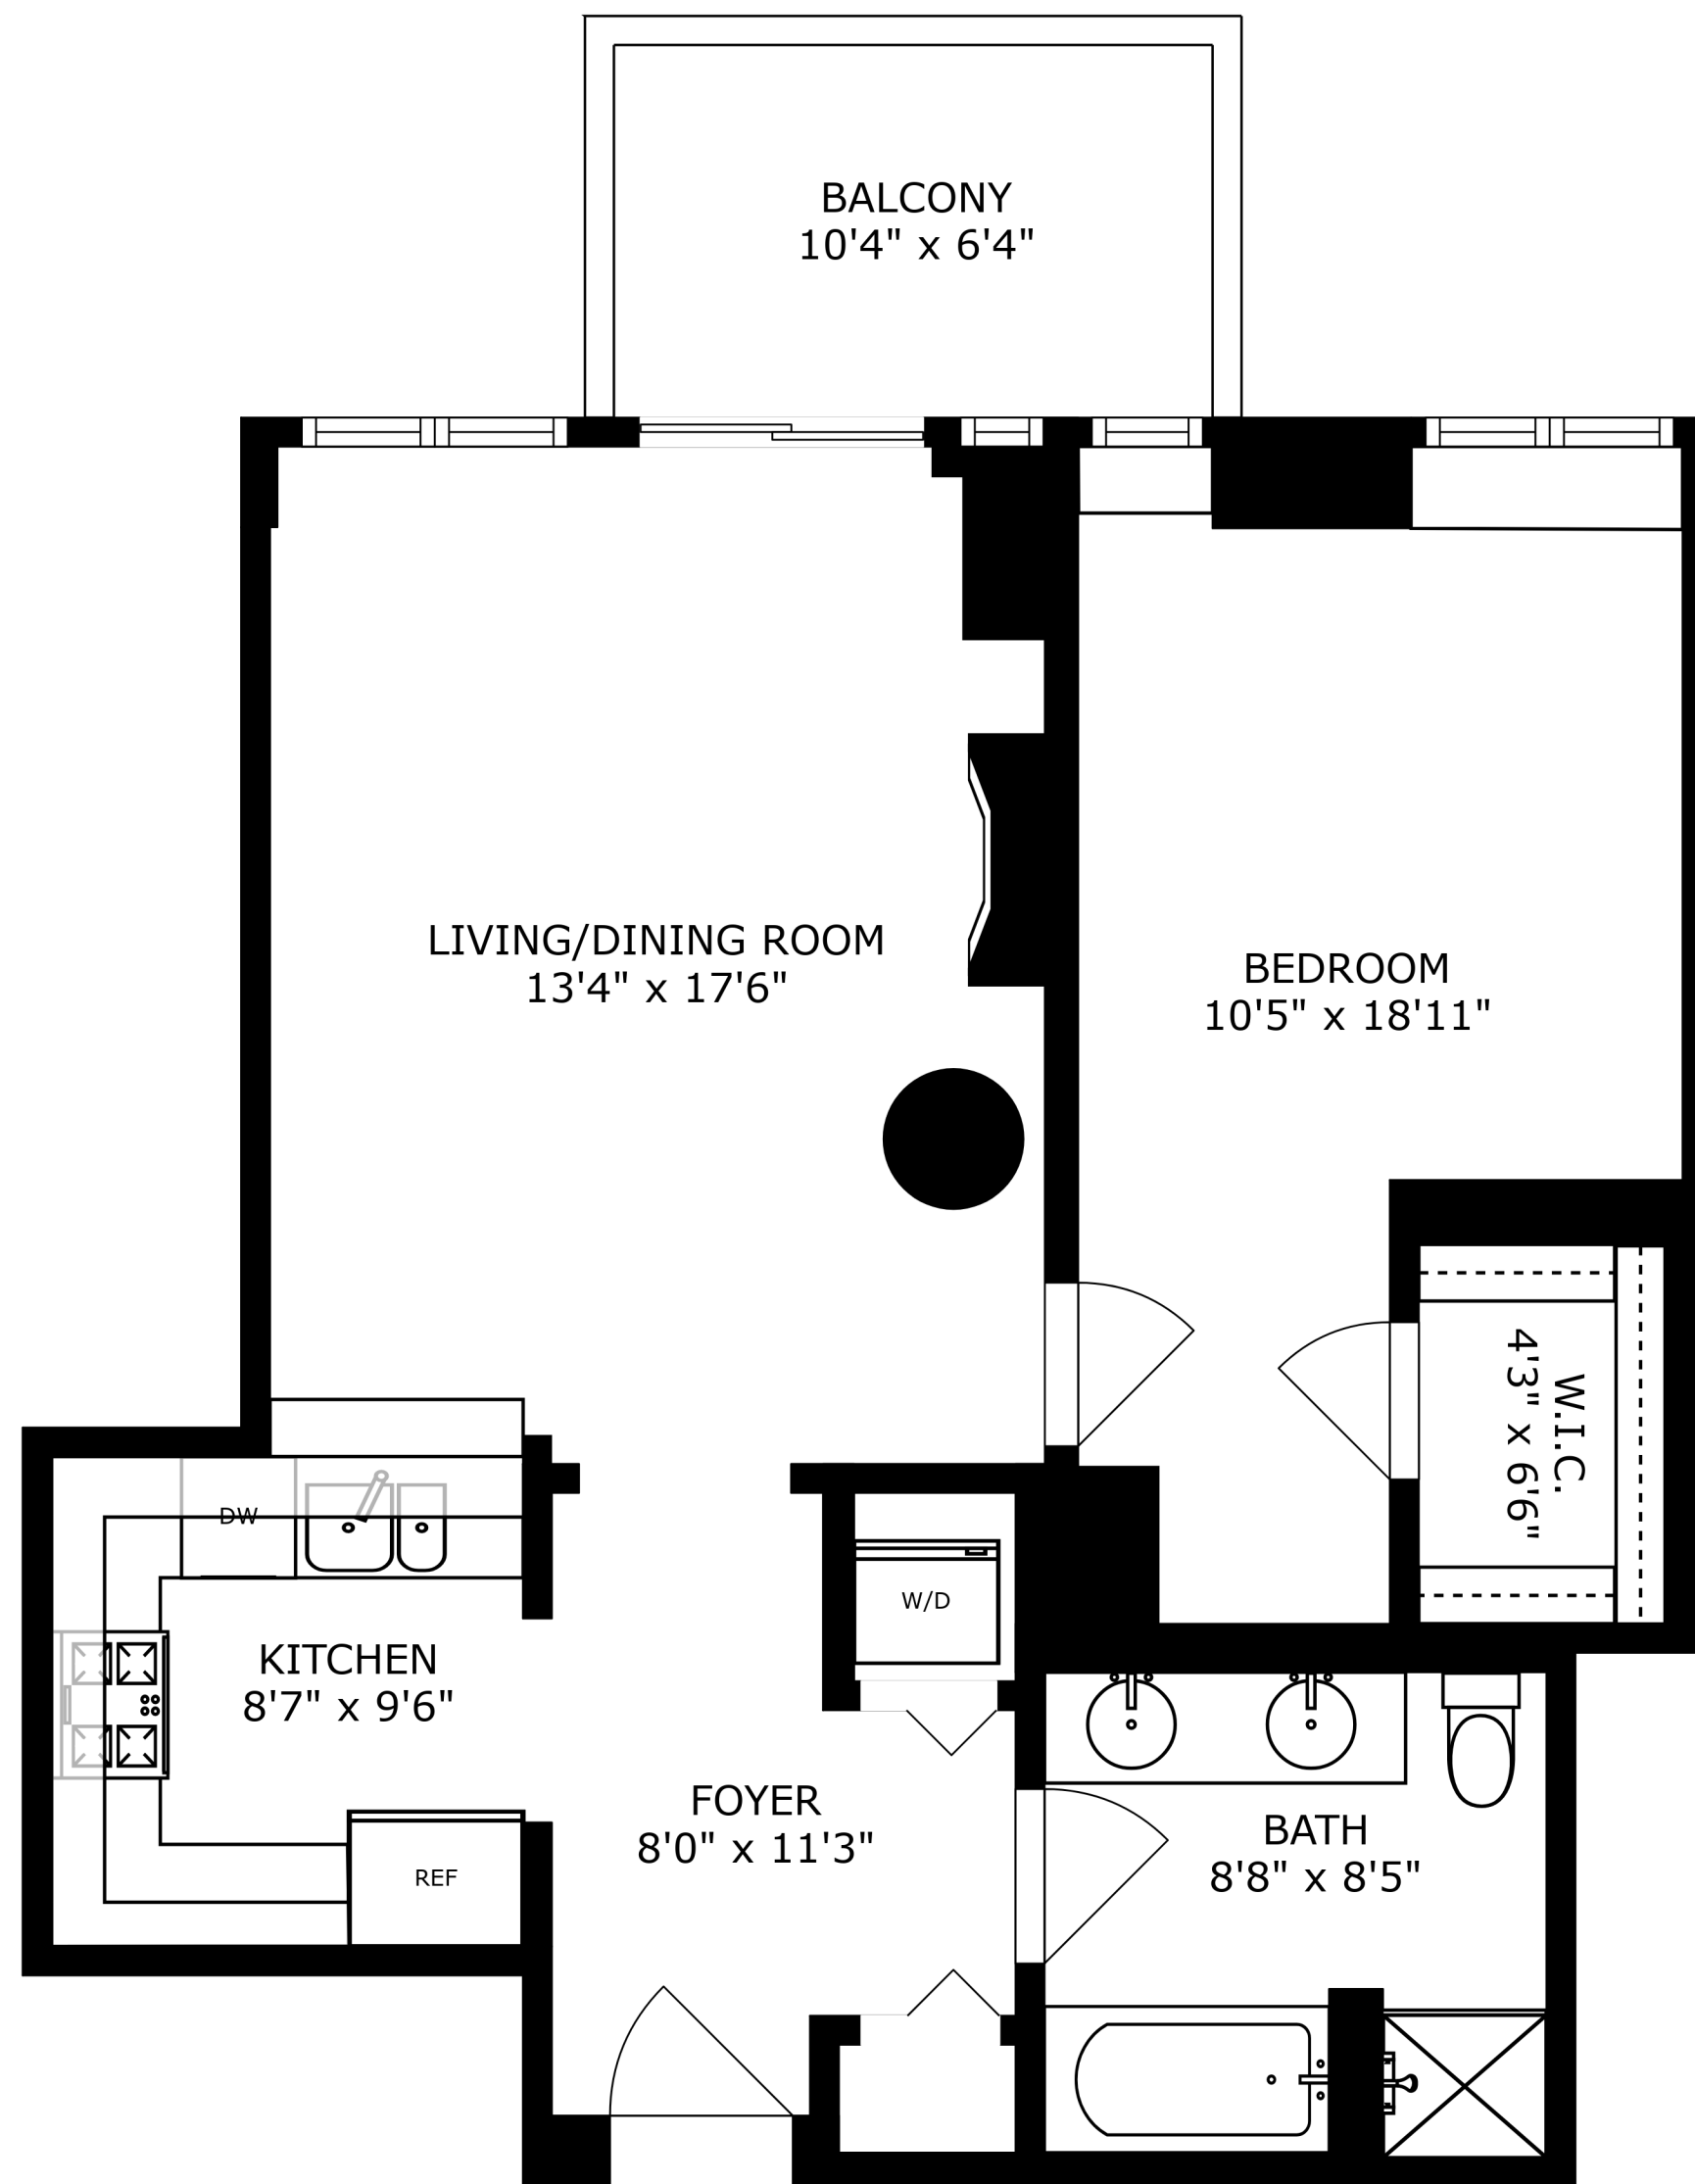 BALCONY
10'4" x 6'4"
LIVING/DINING ROOM
13'4" x 17'6"
BEDROOM
10'5" x 18'11"
W.I.C.
4'3" x 6'6"
DW
W/D
KITCHEN
8'7" x 9'6"
FOYER
8'0" x 11'3"
BATH
8'8" x 8'5"
REF